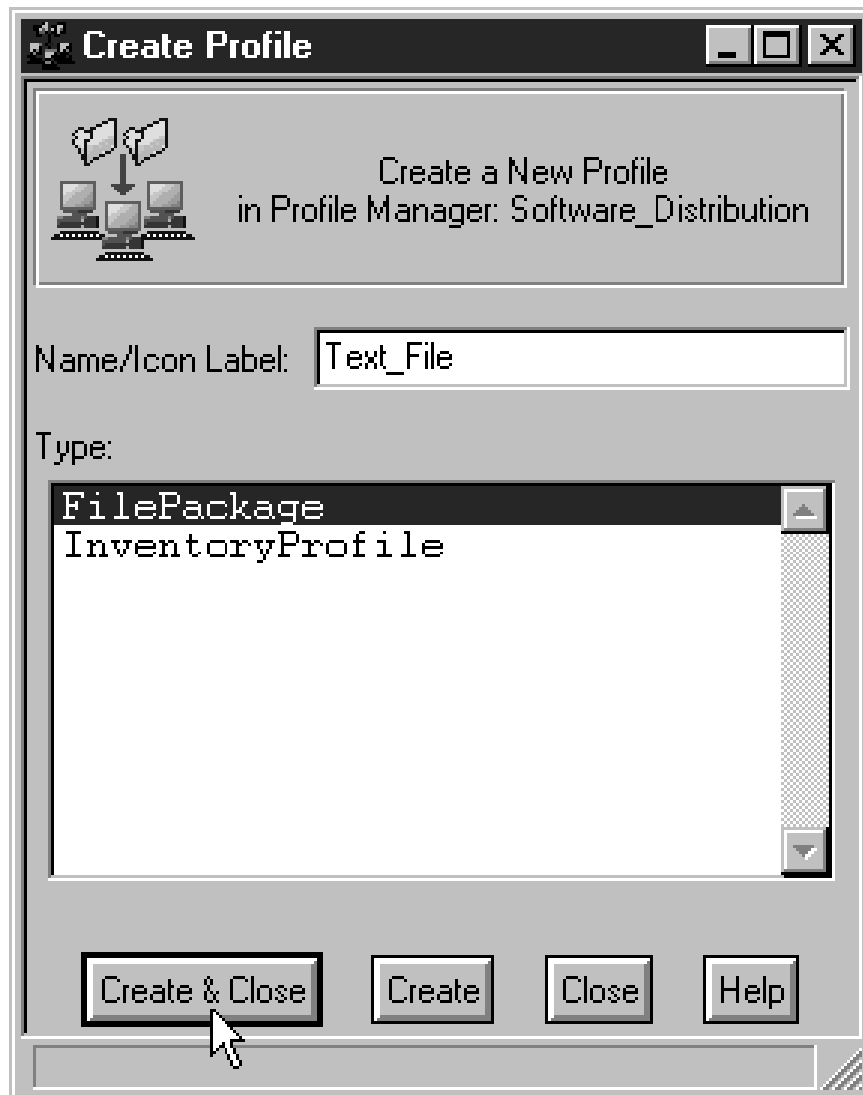 Create Profile
Create a New Profile
in Profile Manager: Software_Distribution
Name/Icon Label: Text_File
Type:
FilePackage
InventoryProfile
Create & Close Create Close Help